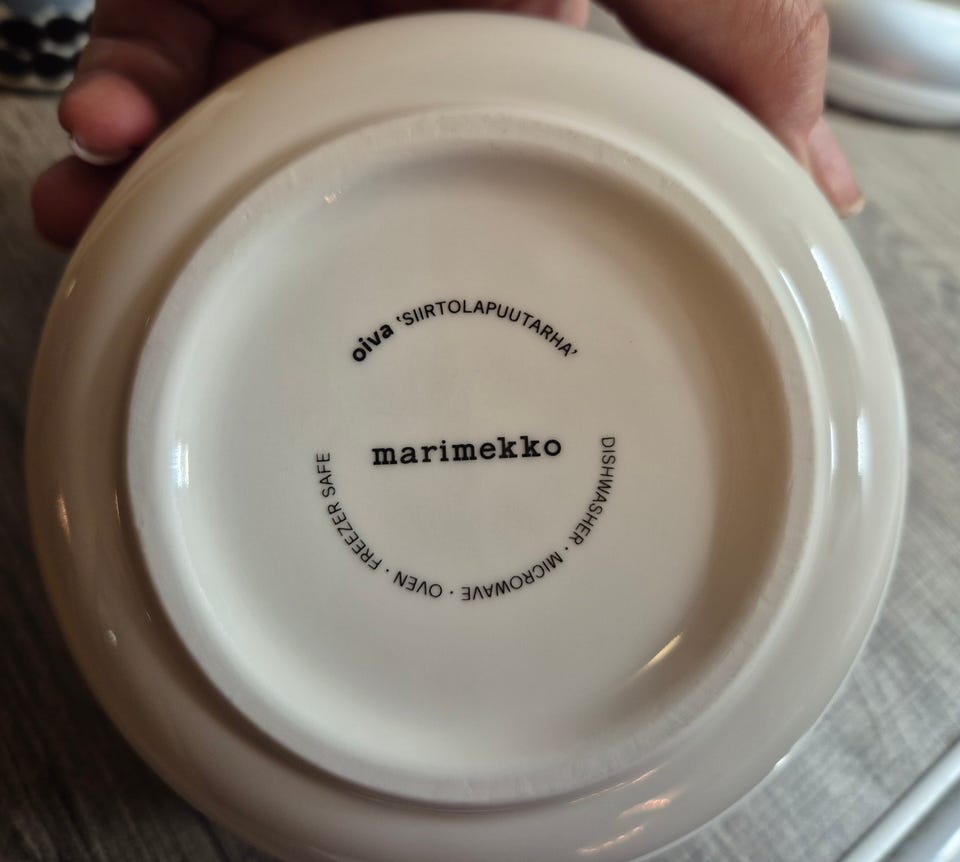 oiva ‘SIIRTOLAPUUTARHA’
marimekko
DISHWASHER · MICROWAVE · OVEN · FREEZER SAFE